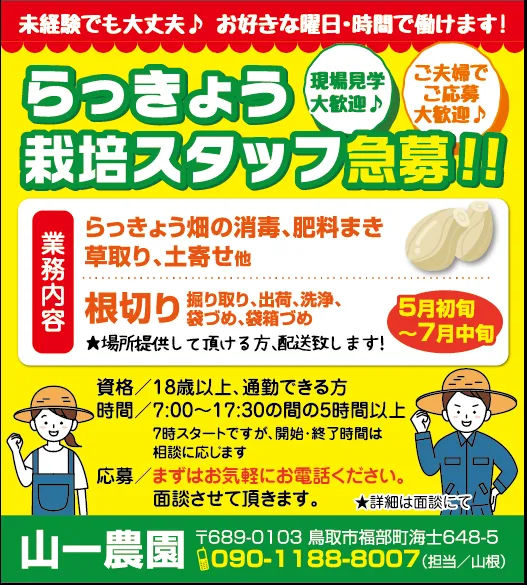 未経験でも大丈夫♪ お好きな曜日・時間で働けます！
現場見学
大歓迎♪
ご夫婦で
ご応募
大歓迎♪
らっきょう
栽培スタッフ急募!!
業務内容
らっきょう畑の消毒、肥料まき
草取り、土寄せ他
根切り 掘り取り、出荷、洗浄、
袋づめ、袋箱づめ
5月初旬
～7月中旬
★場所提供して頂ける方、配送致します!
資格／18歳以上、通勤できる方
時間／7:00～17:30の間の5時間以上
7時スタートですが、開始・終了時間は
相談に応じます
応募／まずはお気軽にお電話ください。
面談させて頂きます。
★詳細は面談にて
山一農園
〒689-0103 鳥取市福部町海士648-5
090-1188-8007(担当／山根)